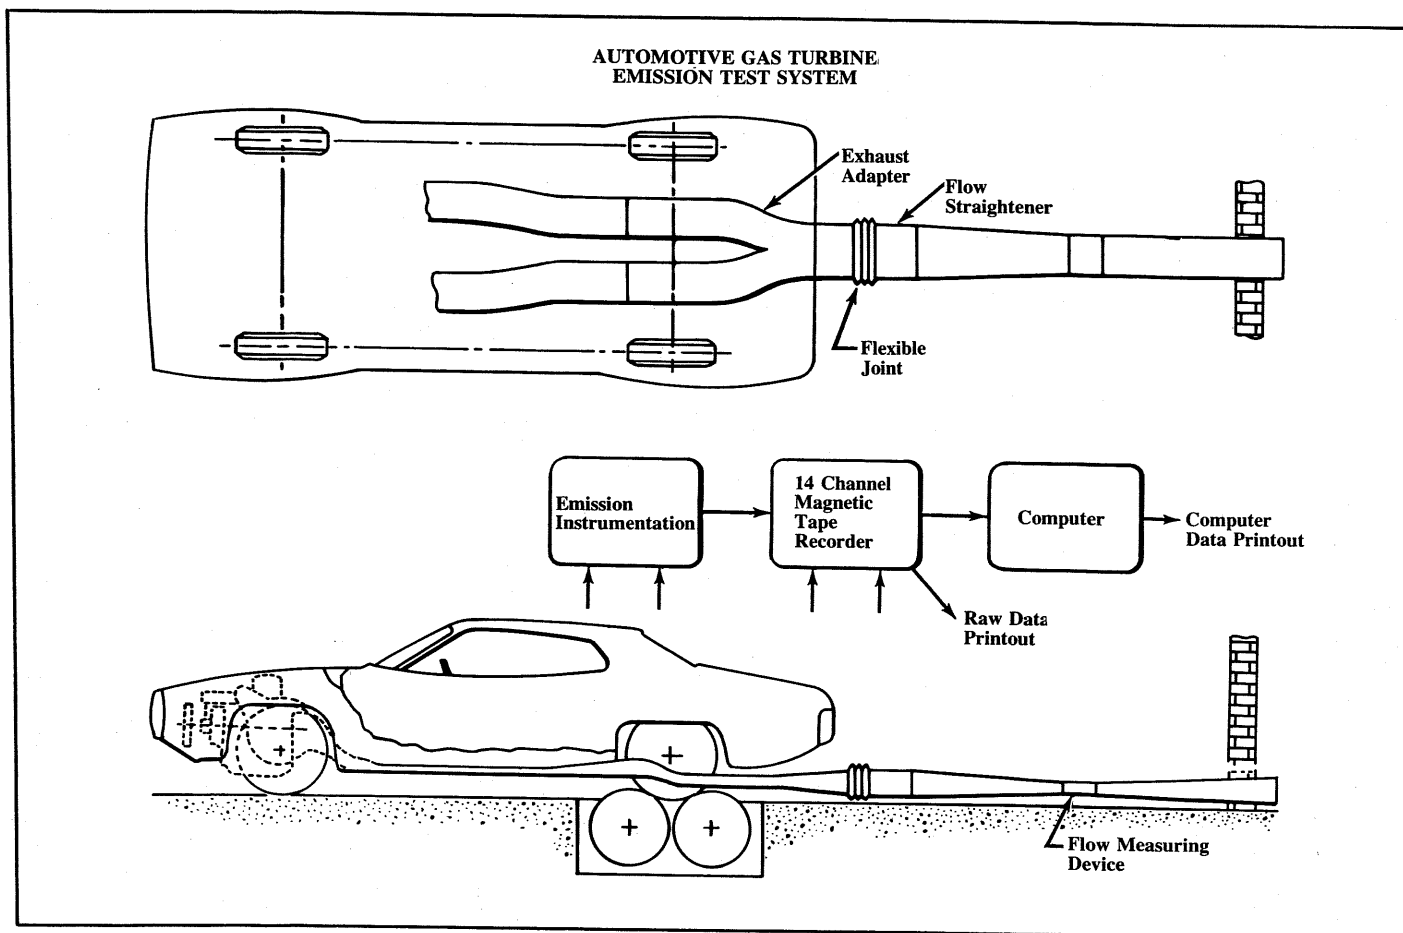 AUTOMOTIVE GAS TURBINE
EMISSION TEST SYSTEM
Exhaust
Adapter
Flow
Straightener
Flexible
Joint
Emission
Instrumentation
14 Channel
Magnetic
Tape
Recorder
Computer
Computer
Data Printout
Raw Data
Printout
Flow Measuring
Device